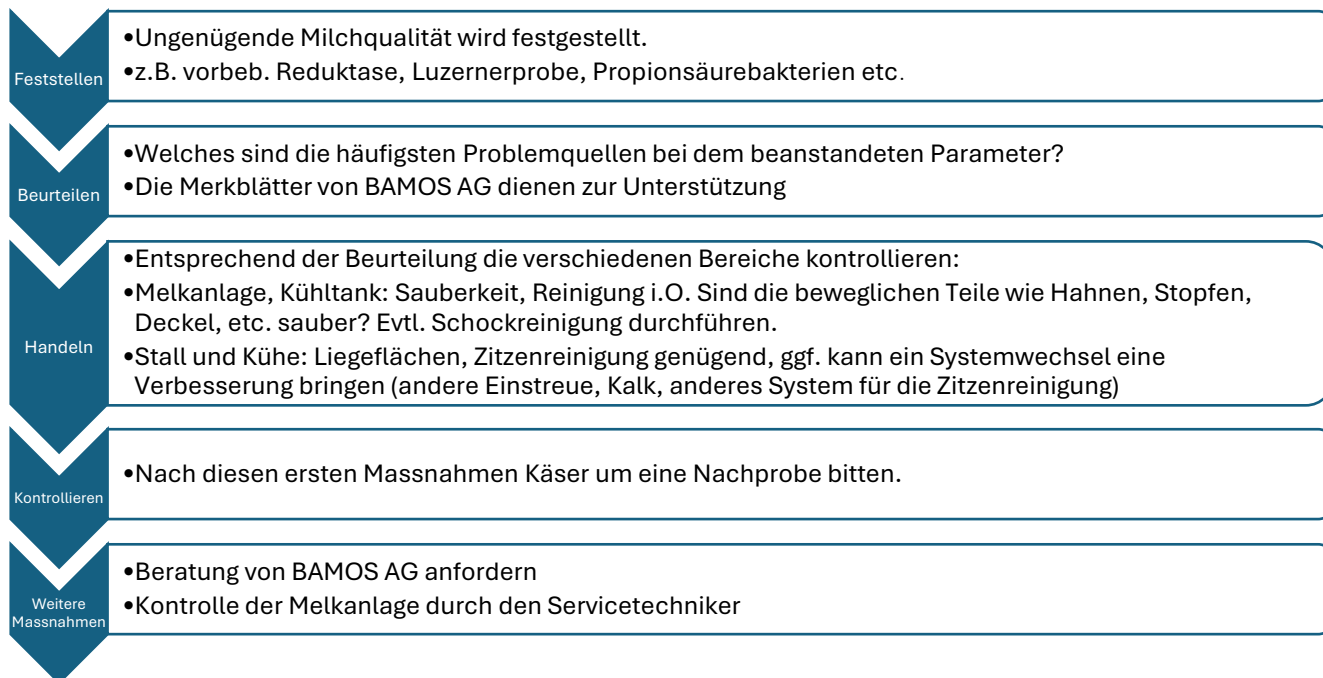 Feststellen
•Ungenügende Milchqualität wird festgestellt.
•z.B. vorbeb. Reduktase, Luzernerprobe, Propionsäurebakterien etc.
Beurteilen
•Welches sind die häufigsten Problemquellen bei dem beanstandeten Parameter?
•Die Merkblätter von BAMOS AG dienen zur Unterstützung
Handeln
•Entsprechend der Beurteilung die verschiedenen Bereiche kontrollieren:
•Melkanlage, Kühltank: Sauberkeit, Reinigung i.O. Sind die beweglichen Teile wie Hahnen, Stopfen,
Deckel, etc. sauber? Evtl. Schockreinigung durchführen.
•Stall und Kühe: Liegeflächen, Zitzenreinigung genügend, ggf. kann ein Systemwechsel eine
Verbesserung bringen (andere Einstreue, Kalk, anderes System für die Zitzenreinigung)
Kontrollieren
•Nach diesen ersten Massnahmen Käser um eine Nachprobe bitten.
Weitere
Massnahmen
•Beratung von BAMOS AG anfordern
•Kontrolle der Melkanlage durch den Servicetechniker